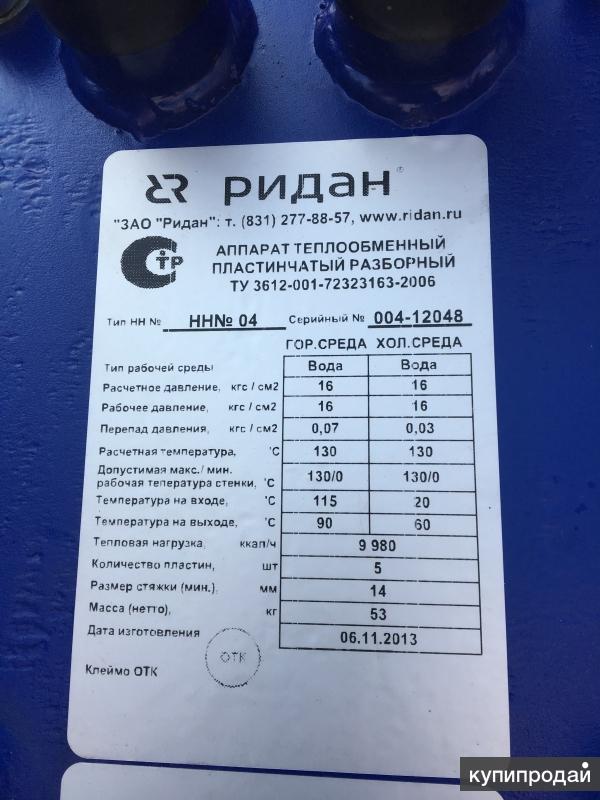 РИДАН
"ЗАО "Ридан": т. (831) 277-88-57, www.ridan.ru
СТР
АППАРАТ ТЕПЛООБМЕННЫЙ
ПЛАСТИНЧАТЫЙ РАЗБОРНЫЙ
ТУ 3612-001-72323163-2006
Тип НН № НН№ 04 Серийный № 004-12048
ГОР.СРЕДА ХОЛ.СРЕДА
Тип рабочей среды Вода Вода
Расчетное давление, кгс / см2 16 16
Рабочее давление, кгс / см2 16 16
Перепад давления, кгс / см2 0,07 0,03
Расчетная температура, °C 130 130
Допустимая макс./ мин.
рабочая тепература стенки, °C 130/0 130/0
Температура на входе, °C 115 20
Температура на выходе, °C 90 60
Тепловая нагрузка, ккал/ч 9 980
Количество пластин, шт 5
Размер стяжки (мин.), мм 14
Масса (нетто), кг 53
Дата изготовления 06.11.2013
ОТК
Клеймо ОТК
купипродай